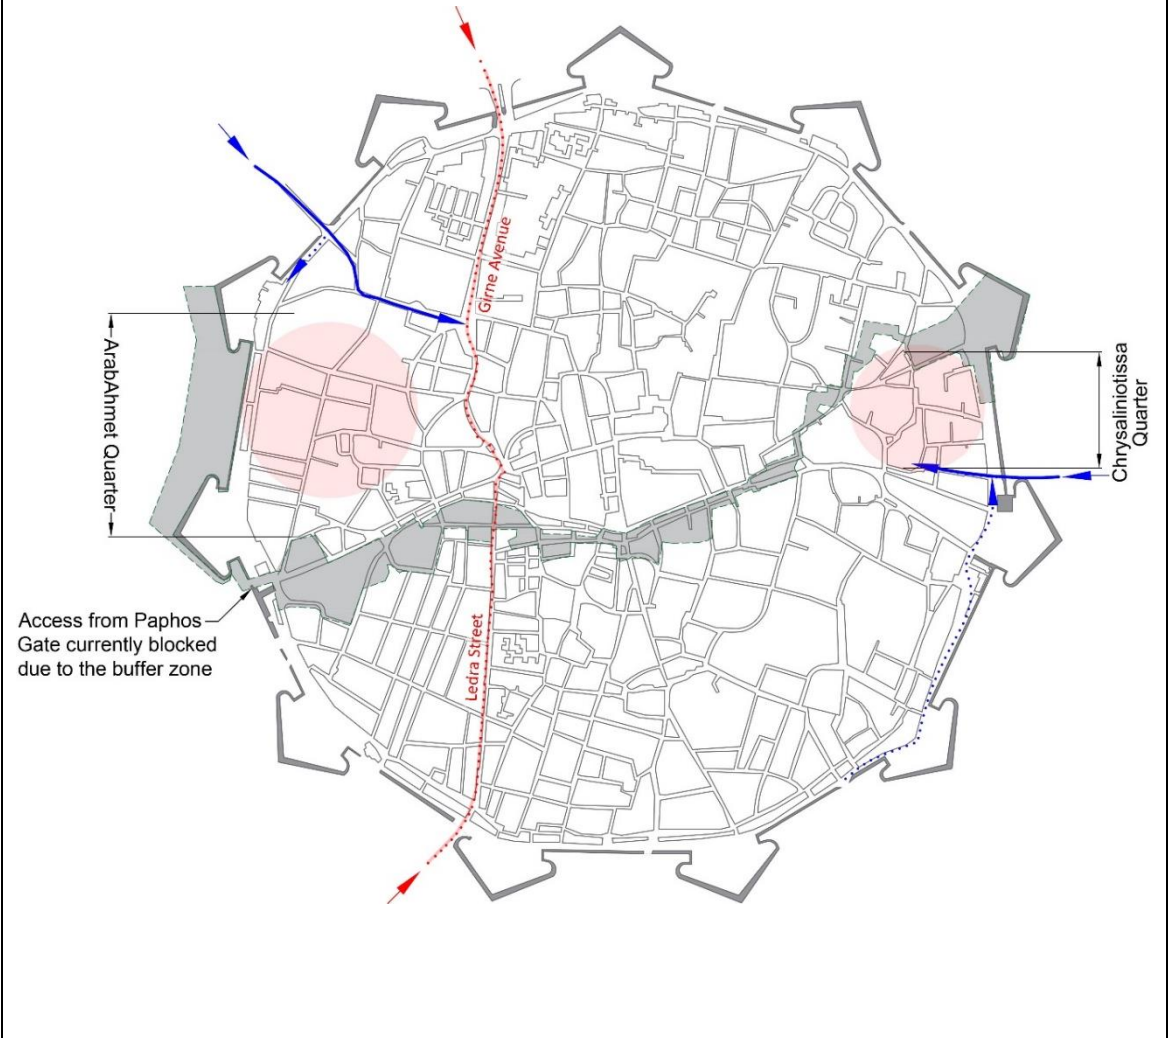 Girne Avenue
ArabAhmet Quarter
Chrysaliniotissa
Quarter
Access from Paphos
Gate currently blocked
due to the buffer zone
Ledra Street